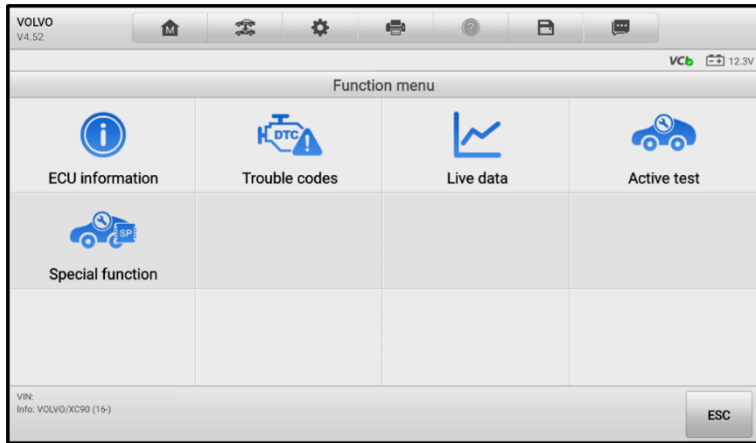 VOLVO
V4.52
M
?
VCI
12.3V
Function menu
i
DTC
!
ECU information
Trouble codes
Live data
Active test
SP
Special function
VIN:
Info: VOLVO/XC90 (16-)
ESC